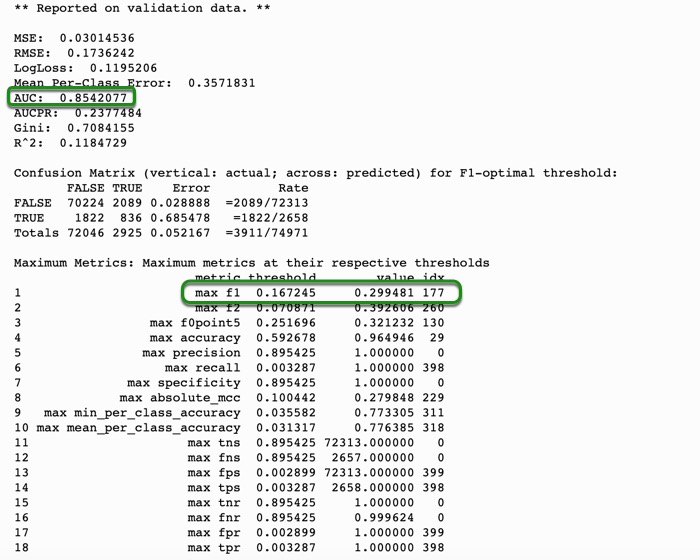 ** Reported on validation data. **
MSE:  0.03014536
RMSE:  0.1736242
LogLoss:  0.1195206
Mean Per-Class Error:  0.3571831
AUC:  0.8542077
AUCPR:  0.2377484
Gini:  0.7084155
R^2:  0.1184729
Confusion Matrix (vertical: actual; across: predicted) for F1-optimal threshold:
FALSE TRUE    Error         Rate
FALSE  70224 2089 0.028888  =2089/72313
TRUE    1822  836 0.685478   =1822/2658
Totals 72046 2925 0.052167  =3911/74971
Maximum Metrics: Maximum metrics at their respective thresholds
metric threshold        value idx
1                        max f1  0.167245     0.299481 177
2                        max f2  0.070871     0.392606 260
3                  max f0point5  0.251696     0.321232 130
4                  max accuracy  0.592678     0.964946  29
5                 max precision  0.895425     1.000000   0
6                    max recall  0.003287     1.000000 398
7               max specificity  0.895425     1.000000   0
8              max absolute_mcc  0.100442     0.279848 229
9    max min_per_class_accuracy  0.035582     0.773305 311
10  max mean_per_class_accuracy  0.031317     0.776385 318
11                      max tns  0.895425 72313.000000   0
12                      max fns  0.895425  2657.000000   0
13                      max fps  0.002899 72313.000000 399
14                      max tps  0.003287  2658.000000 398
15                      max tnr  0.895425     1.000000   0
16                      max fnr  0.895425     0.999624   0
17                      max fpr  0.002899     1.000000 399
18                      max tpr  0.003287     1.000000 398